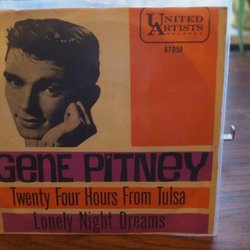 UNITED
ARTISTS
RECORDS
67038
GENE PITNEY
Twenty Four Hours From Tulsa
Lonely Night Dreams